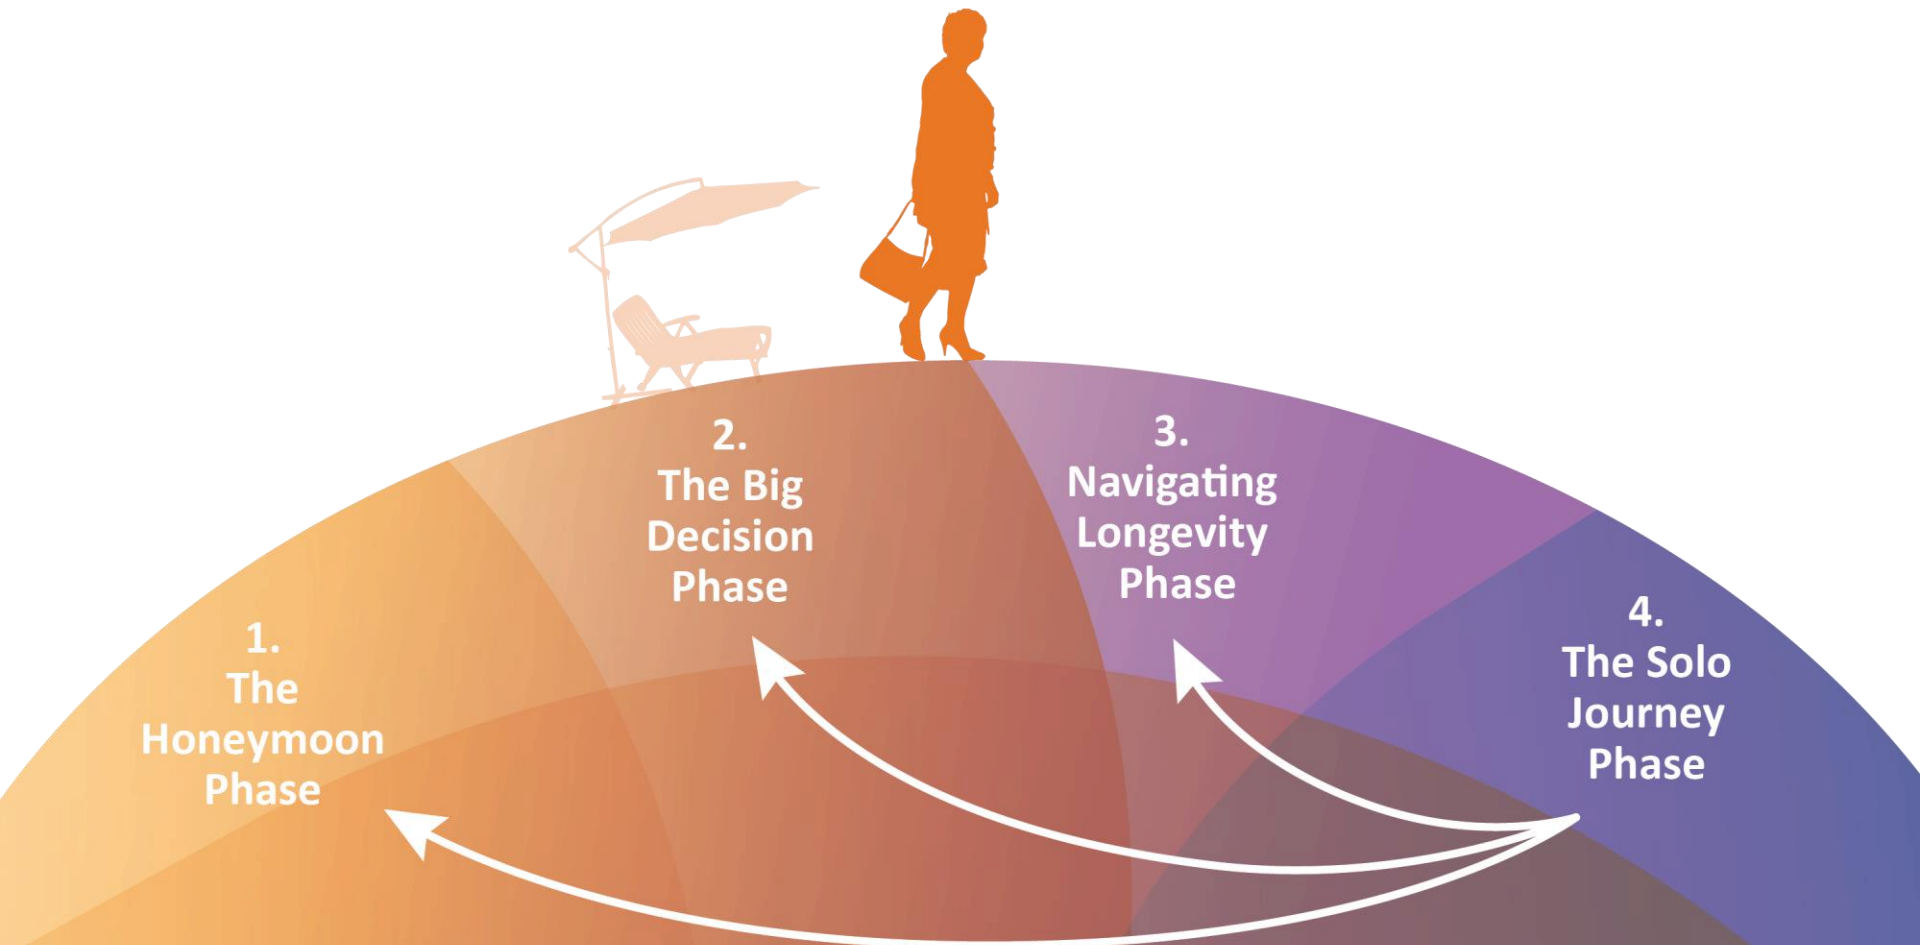 1.
The
Honeymoon
Phase
2.
The Big
Decision
Phase
3.
Navigating
Longevity
Phase
4.
The Solo
Journey
Phase